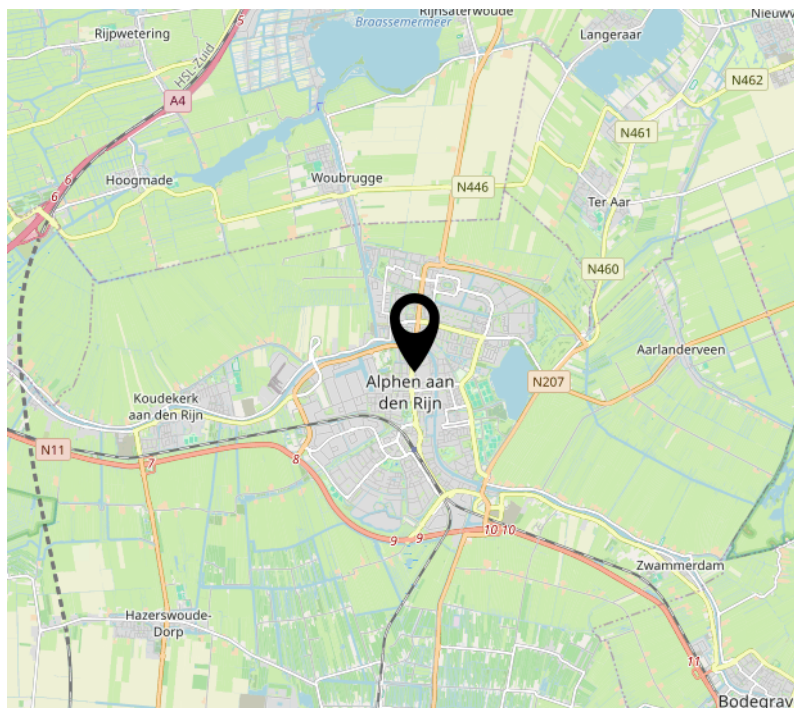 Rijnsaterwoude
Braassemermeer
5
Rijpwetering
Langeraar
HSL-Zuid
N462
A4
N461
6
Hoogmade
Woubrugge
N446
6
Ter Aar
N460
Aarlanderveen
Alphen aan
den Rijn
N207
Koudekerk
aan den Rijn
N11
7
8
9
9
10
10
Zwammerdam
Hazerswoude-
Dorp
11
Bodegrav